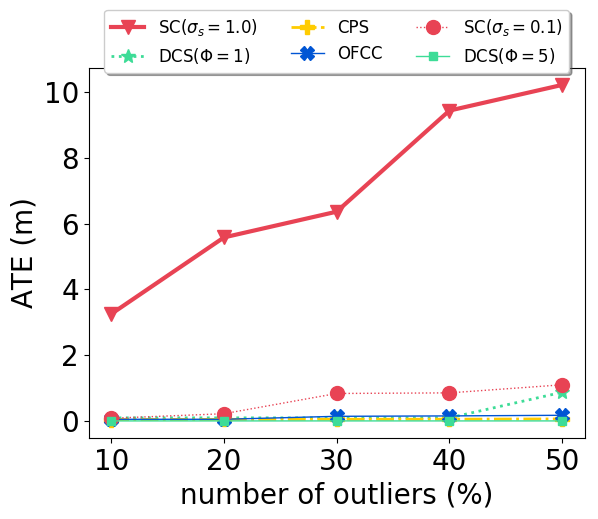 SC(σₛ = 1.0) CPS SC(σₛ = 0.1)
DCS(Φ = 1) OFCC DCS(Φ = 5)
10
8
6
4
2
0
ATE (m)
10 20 30 40 50
number of outliers (%)